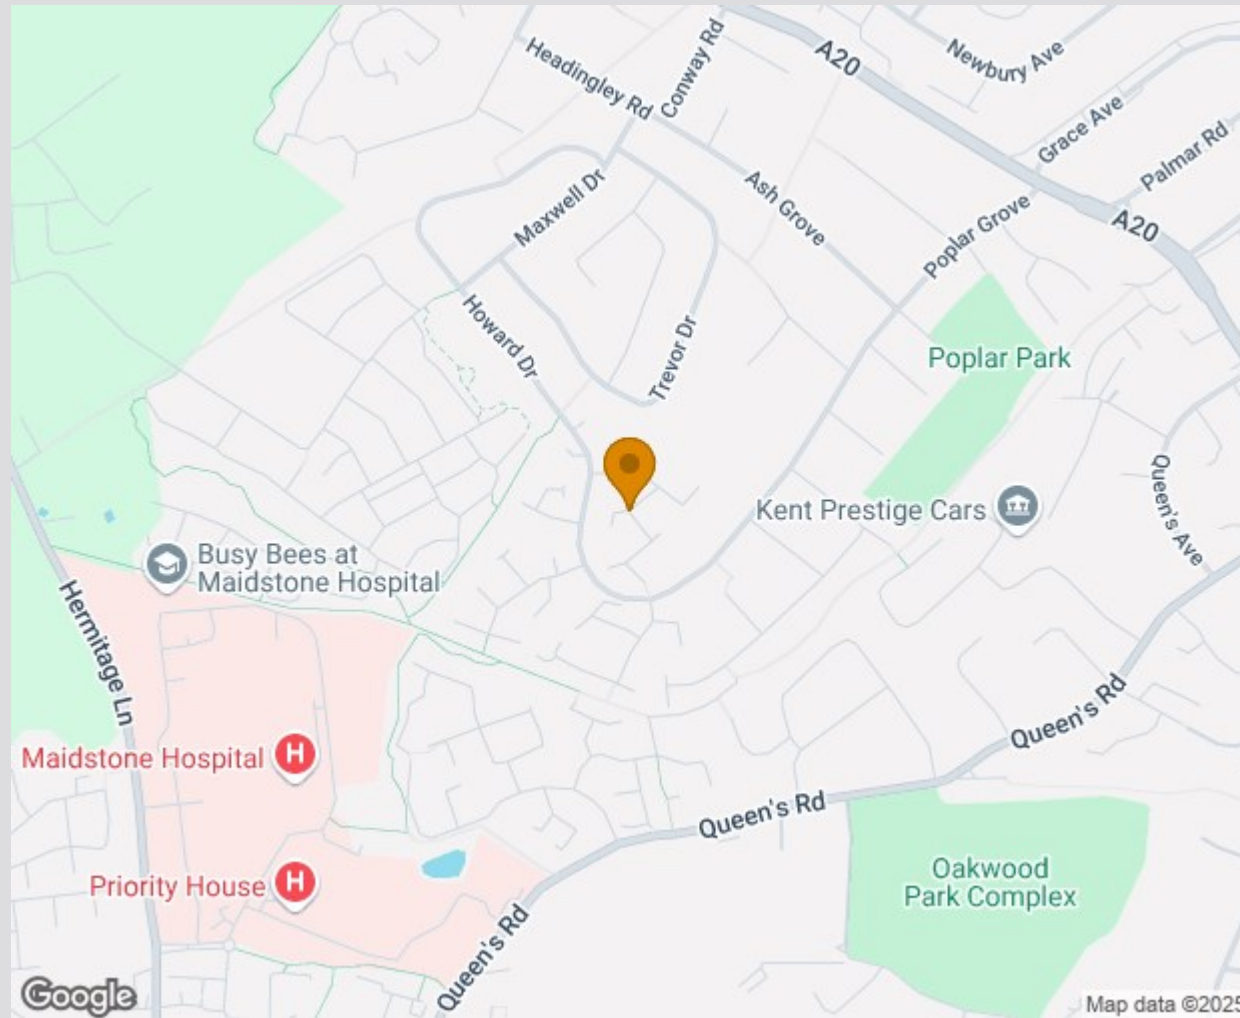 Newbury Ave
A20
Conway Rd
Headingley Rd
Grace Ave
Palmar Rd
Maxwell Dr
Ash Grove
Poplar Grove
A20
Howard Dr
Trevor Dr
Poplar Park
Queen's Ave
Kent Prestige Cars
Busy Bees at
Maidstone Hospital
Hermitage Ln
Queen's Rd
Maidstone Hospital
H
Queen's Rd
Priority House
H
Oakwood
Park Complex
Queen's Rd
Google
Map data ©2025